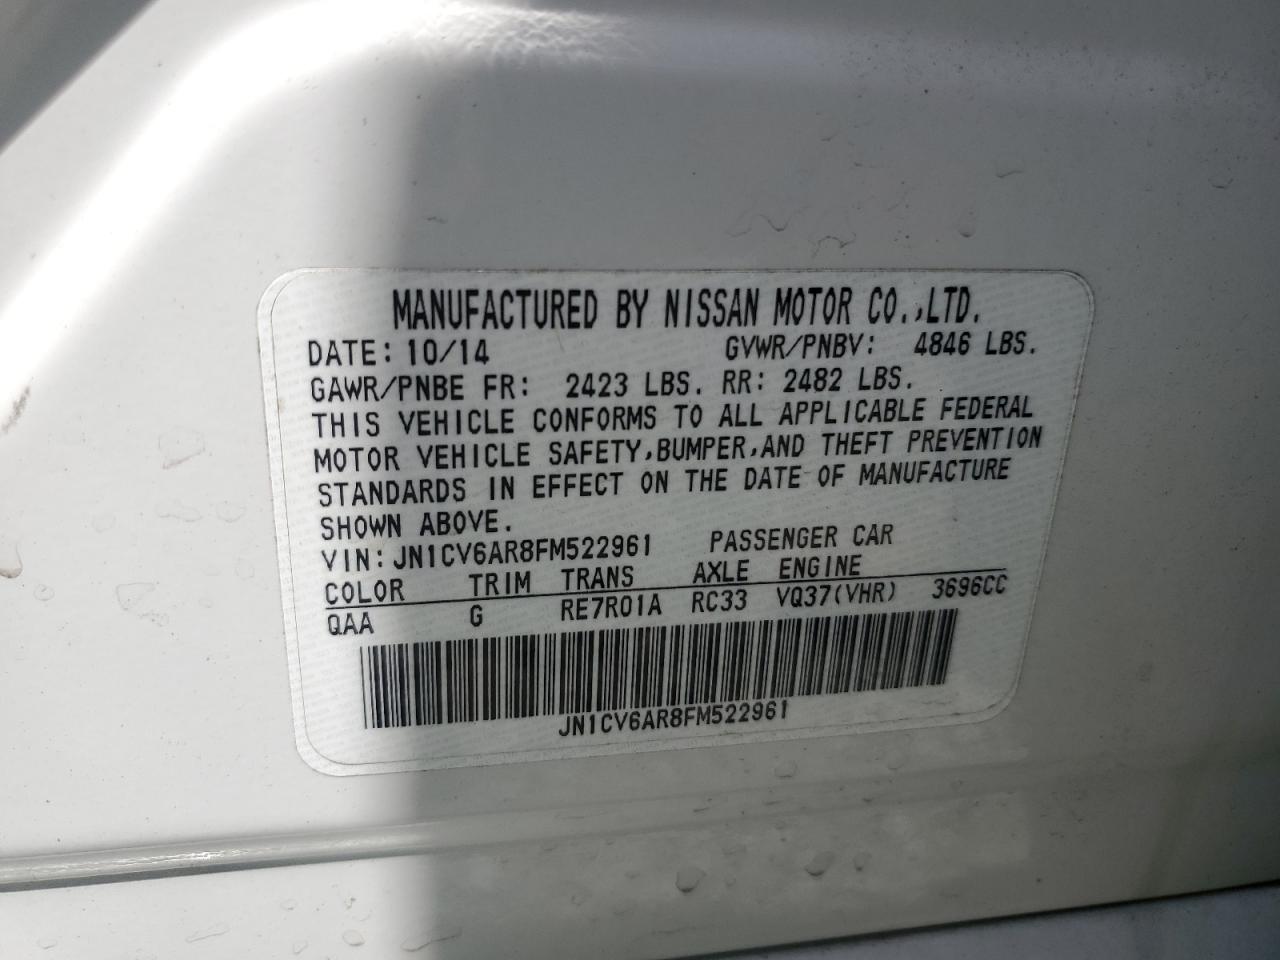 MANUFACTURED BY NISSAN MOTOR CO.,LTD.
DATE: 10/14 GVWR/PNBV: 4846 LBS.
GAWR/PNBE FR: 2423 LBS. RR: 2482 LBS.
THIS VEHICLE CONFORMS TO ALL APPLICABLE FEDERAL
MOTOR VEHICLE SAFETY,BUMPER,AND THEFT PREVENTION
STANDARDS IN EFFECT ON THE DATE OF MANUFACTURE
SHOWN ABOVE.
VIN: JN1CV6AR8FM522961 PASSENGER CAR
COLOR TRIM TRANS AXLE ENGINE
QAA G RE7R01A RC33 VQ37(VHR) 3696CC
JN1CV6AR8FM522961